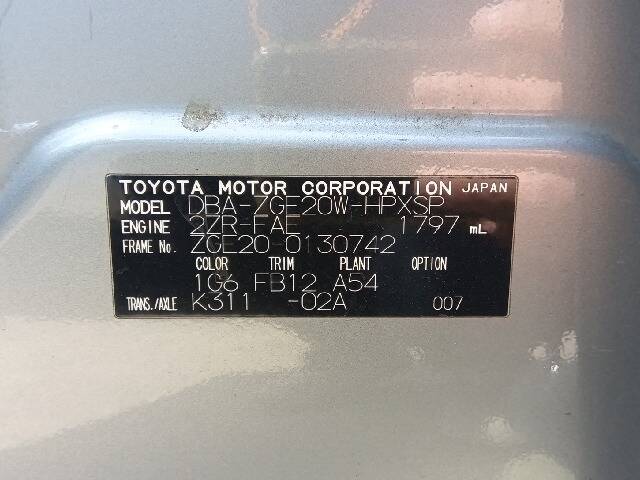 TOYOTA MOTOR CORPORATION JAPAN
MODEL DBA-ZGE20W-HPXSP
ENGINE 2ZR-FAE 1797 mL
FRAME No. ZGE20-0130742
COLOR TRIM PLANT OPTION
1G6 FB12 A54
TRANS./AXLE K311 -02A 007